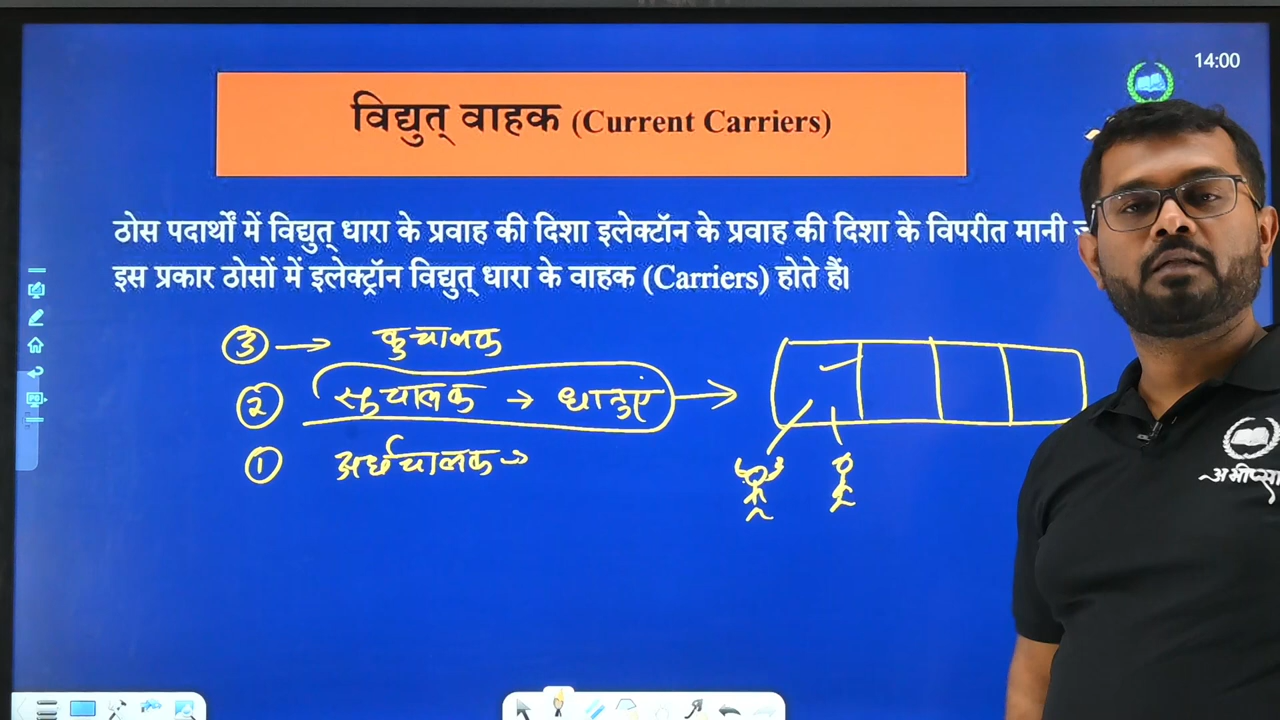 14:00
विद्युत् वाहक (Current Carriers)
ठोस पदार्थों में विद्युत् धारा के प्रवाह की दिशा इलेक्टॉन के प्रवाह की दिशा के विपरीत मानी
इस प्रकार ठोसों में इलेक्ट्रॉन विद्युत् धारा के वाहक (Carriers) होते हैं।
③ → कुचालक
② सुचालक → धातुएं →
① अर्धचालक →
अभीप्सा